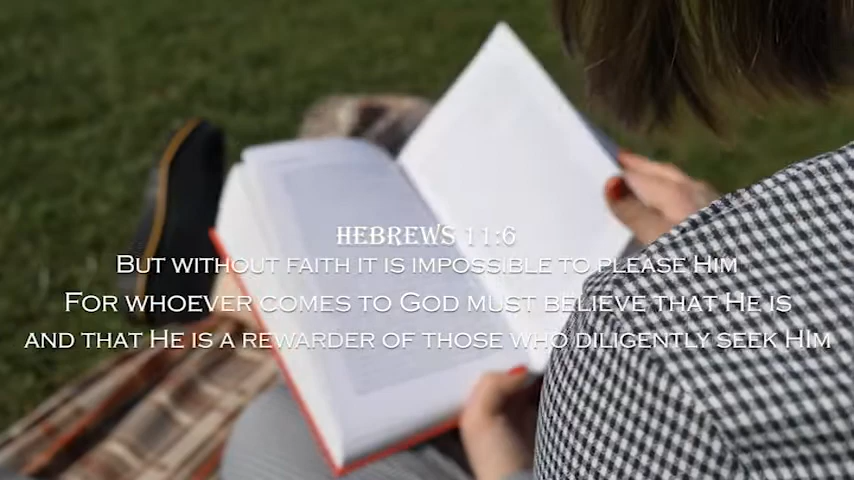 HEBREWS 11:6
BUT WITHOUT FAITH IT IS IMPOSSIBLE TO PLEASE HIM
FOR WHOEVER COMES TO GOD MUST BELIEVE THAT HE IS
AND THAT HE IS A REWARDER OF THOSE WHO DILIGENTLY SEEK HIM